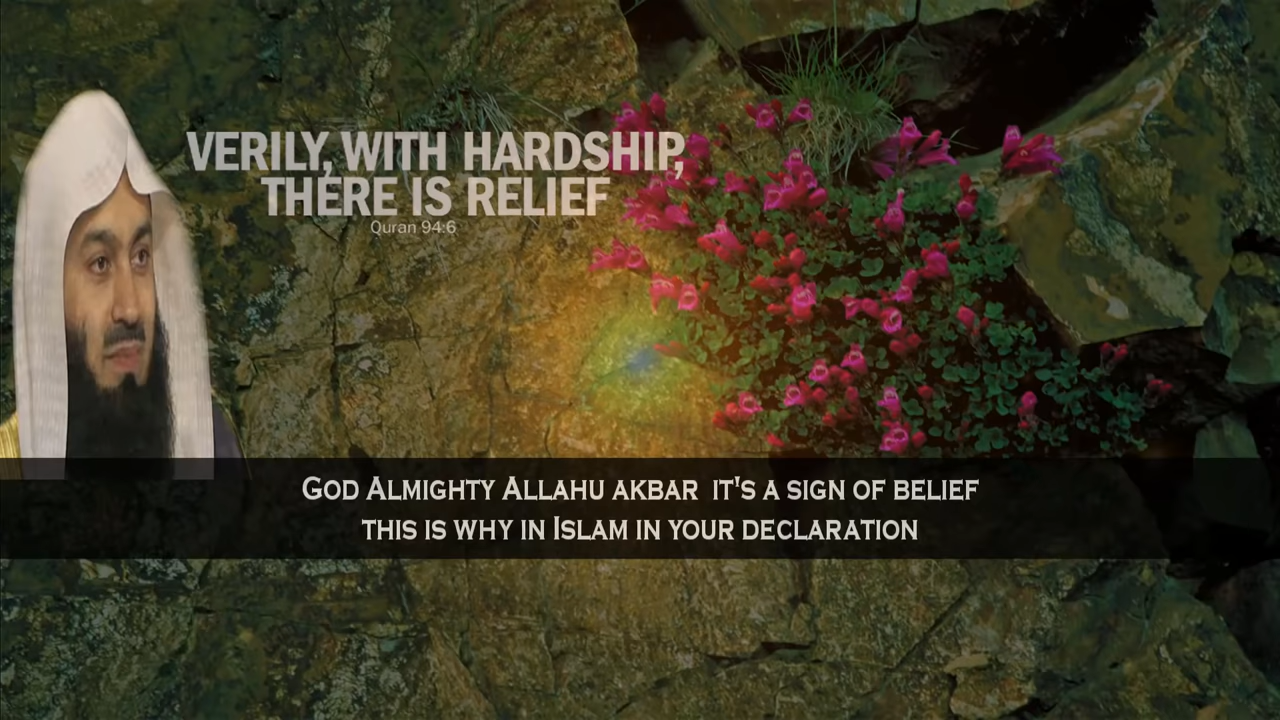 VERILY, WITH HARDSHIP,
THERE IS RELIEF
Quran 94:6
God Almighty Allahu akbar it's a sign of belief
this is why in Islam in your declaration